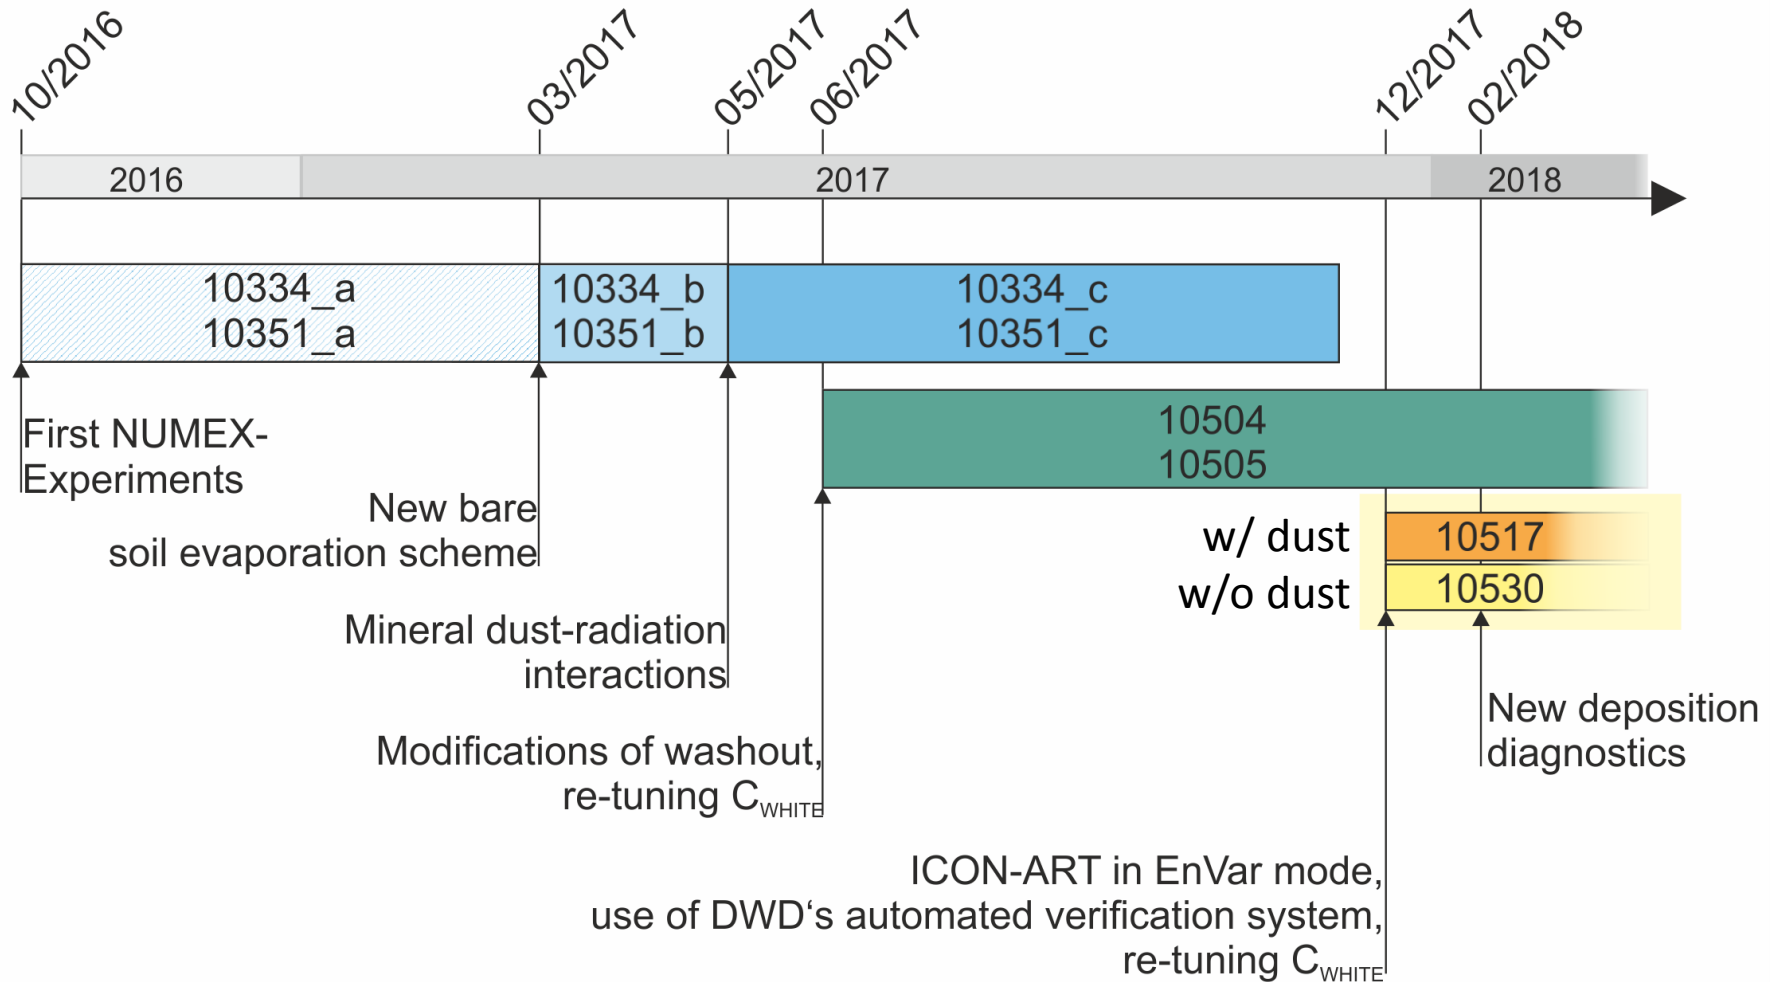 10/2016
03/2017
05/2017
06/2017
12/2017
02/2018
2016
2017
2018
10334_a
10351_a
10334_b
10351_b
10334_c
10351_c
First NUMEX-
Experiments
10504
10505
New bare
soil evaporation scheme
w/ dust
10517
w/o dust
10530
Mineral dust-radiation
interactions
Modifications of washout,
re-tuning CWHITE
New deposition
diagnostics
ICON-ART in EnVar mode,
use of DWD‘s automated verification system,
re-tuning CWHITE